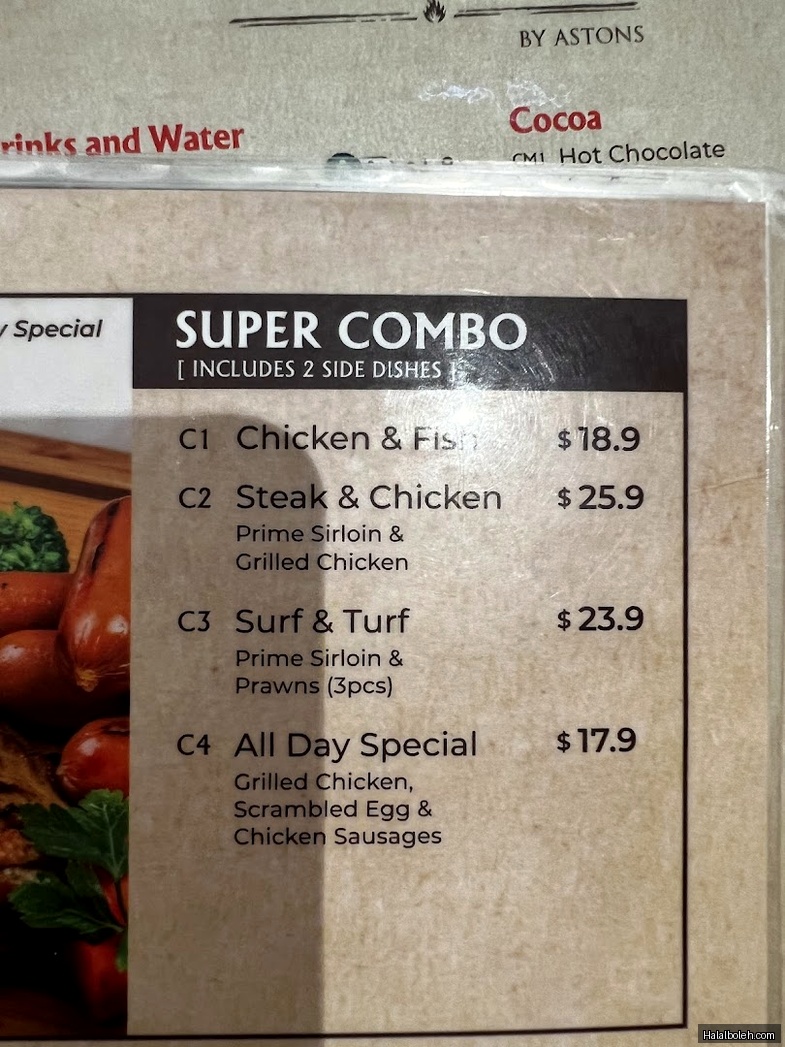 BY ASTONS
rinks and Water
Cocoa
CM1 Hot Chocolate
y Special
SUPER COMBO
[ INCLUDES 2 SIDE DISHES ]
C1 Chicken & Fish $18.9
C2 Steak & Chicken $25.9
Prime Sirloin &
Grilled Chicken
C3 Surf & Turf $23.9
Prime Sirloin &
Prawns (3pcs)
C4 All Day Special $17.9
Grilled Chicken,
Scrambled Egg &
Chicken Sausages
Halalboleh.com